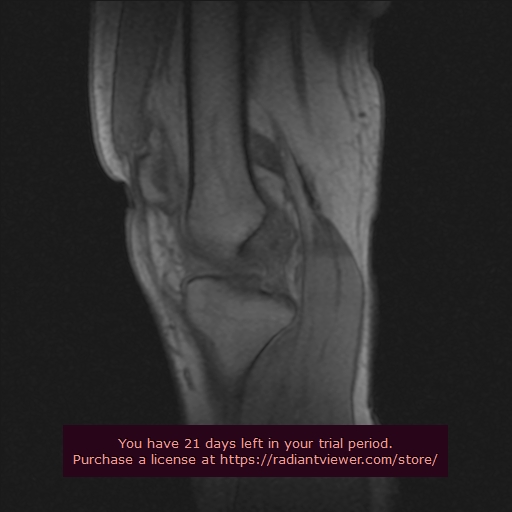 You have 21 days left in your trial period.
Purchase a license at https://radiantviewer.com/store/